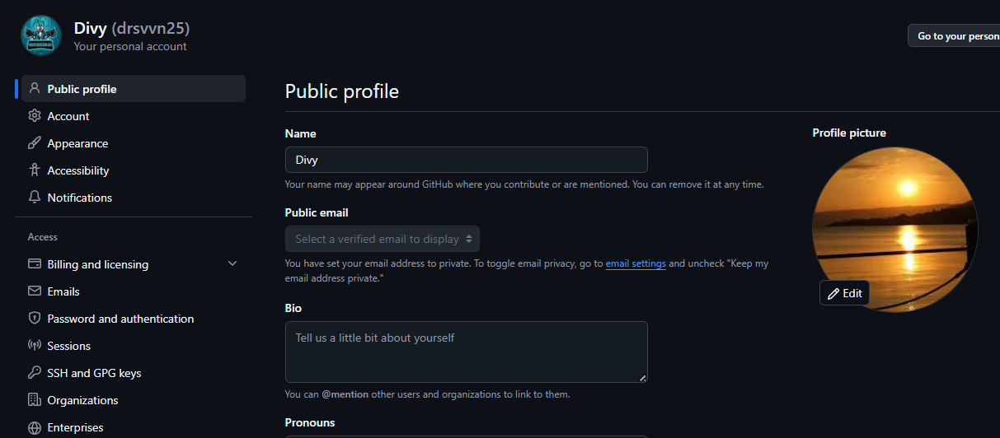 Divy (drsvvn25)
Your personal account
Go to your person
Public profile
Account
Appearance
Accessibility
Notifications
Access
Billing and licensing
Emails
Password and authentication
Sessions
SSH and GPG keys
Organizations
Enterprises
Public profile
Name
Divy
Your name may appear around GitHub where you contribute or are mentioned. You can remove it at any time.
Public email
Select a verified email to display
You have set your email address to private. To toggle email privacy, go to email settings and uncheck "Keep my
email address private."
Bio
Tell us a little bit about yourself
You can @mention other users and organizations to link to them.
Pronouns
Profile picture
Edit